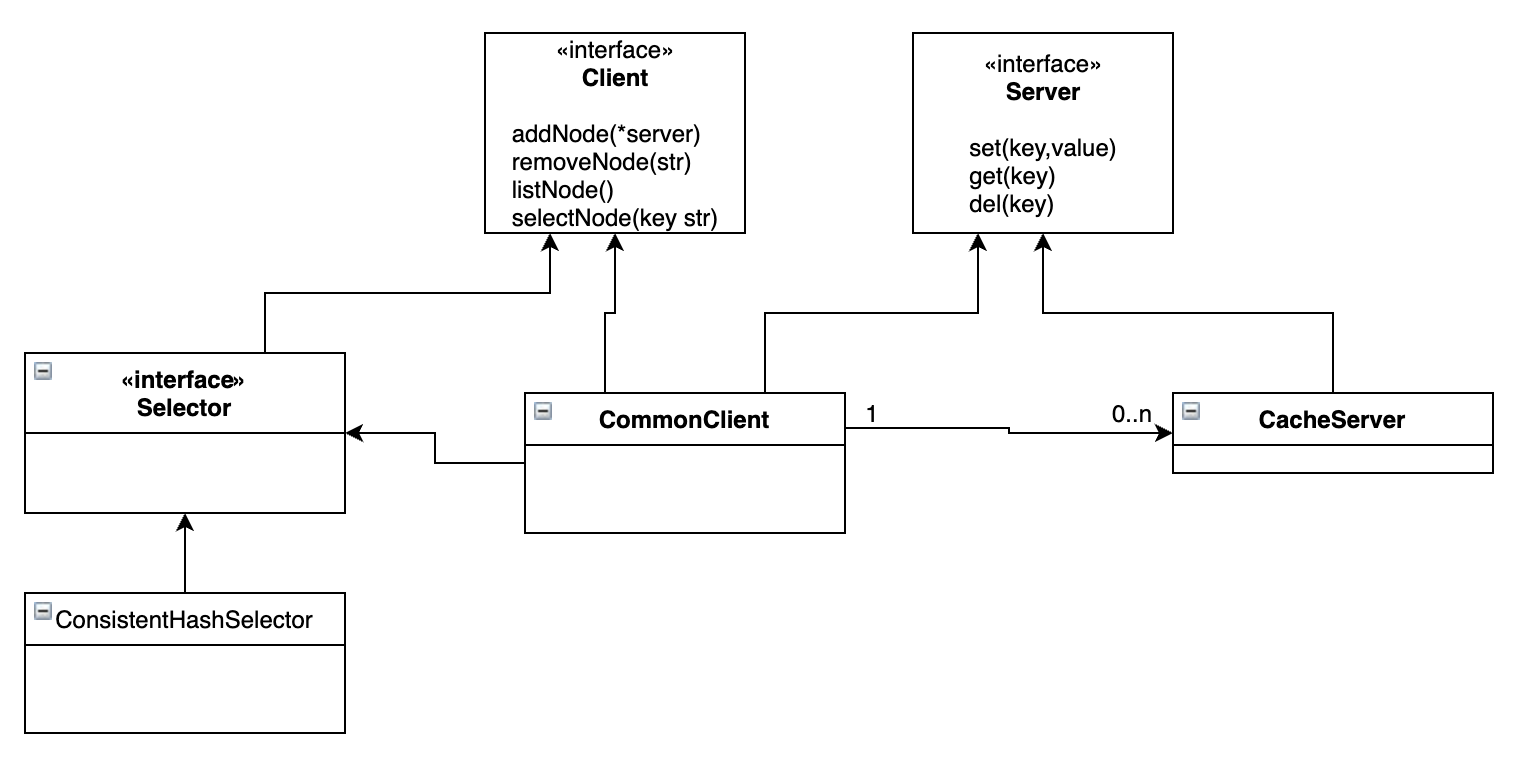 «interface»
Client
addNode(*server)
removeNode(str)
listNode()
selectNode(key str)
«interface»
Server
set(key,value)
get(key)
del(key)
«interface»
Selector
CommonClient
1
0..n
CacheServer
ConsistentHashSelector